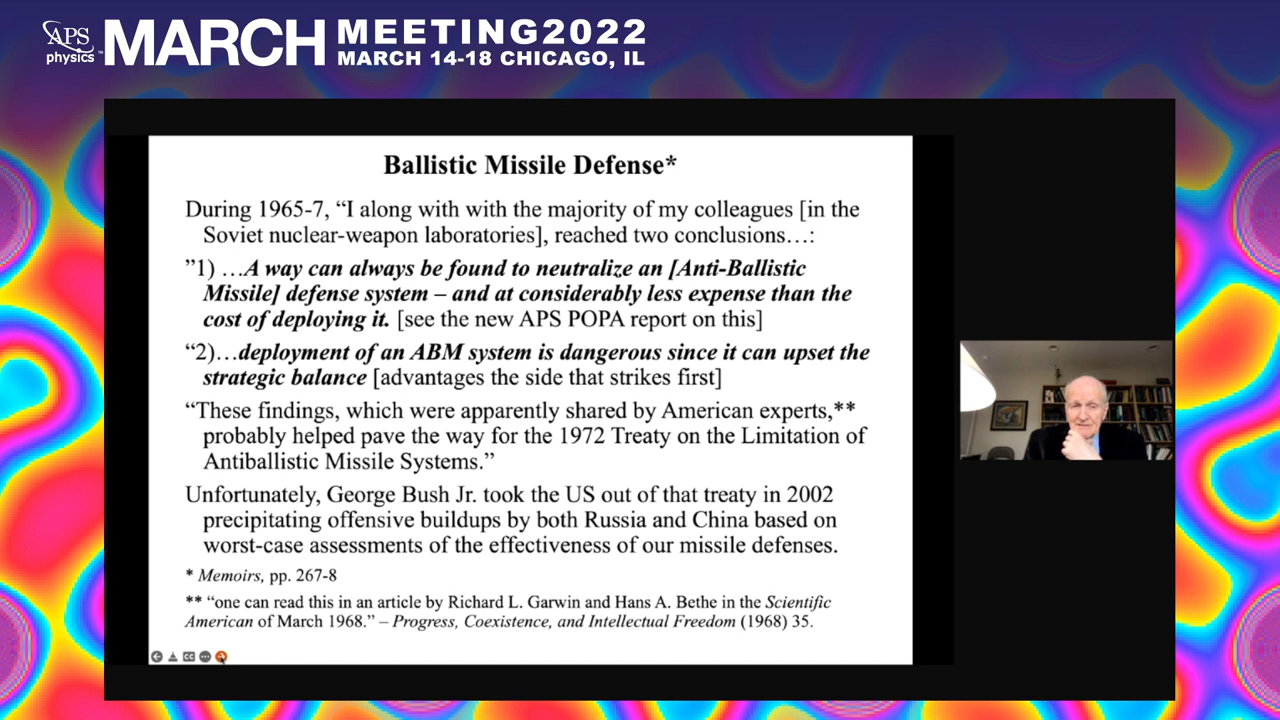 APS
physics
MARCH
MEETING2022
MARCH 14-18 CHICAGO, IL
Ballistic Missile Defense*
During 1965-7, “I along with with the majority of my colleagues [in the
Soviet nuclear-weapon laboratories], reached two conclusions…:
”1) …A way can always be found to neutralize an [Anti-Ballistic
Missile] defense system – and at considerably less expense than the
cost of deploying it. [see the new APS POPA report on this]
“2)…deployment of an ABM system is dangerous since it can upset the
strategic balance [advantages the side that strikes first]
“These findings, which were apparently shared by American experts,**
probably helped pave the way for the 1972 Treaty on the Limitation of
Antiballistic Missile Systems.”
Unfortunately, George Bush Jr. took the US out of that treaty in 2002
precipitating offensive buildups by both Russia and China based on
worst-case assessments of the effectiveness of our missile defenses.
* Memoirs, pp. 267-8
** “one can read this in an article by Richard L. Garwin and Hans A. Bethe in the Scientific
American of March 1968.” – Progress, Coexistence, and Intellectual Freedom (1968) 35.
CC